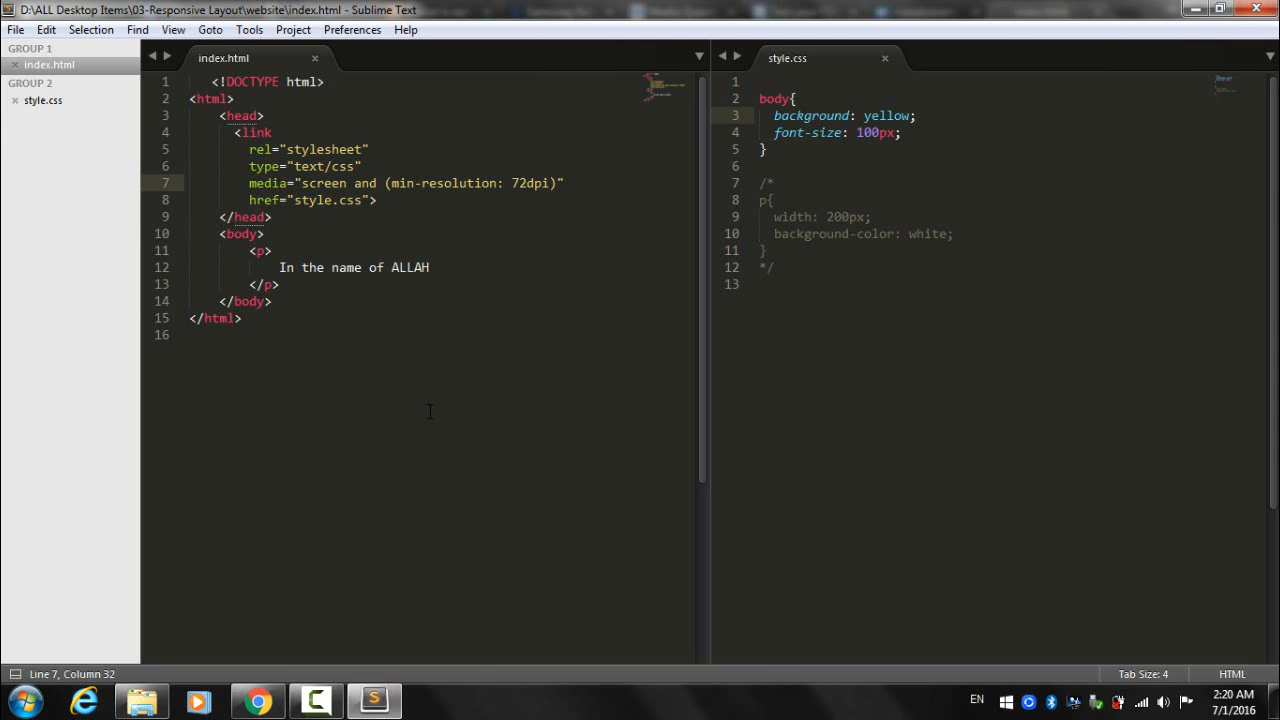 D:\ALL Desktop Items\03-Responsive Layout\website\index.html - Sublime Text
File Edit Selection Find View Goto Tools Project Preferences Help
GROUP 1
index.html
GROUP 2
style.css
index.html
1 <!DOCTYPE html>
2 <html>
3 <head>
4 <link
5 rel="stylesheet"
6 type="text/css"
7 media="screen and (min-resolution: 72dpi)"
8 href="style.css">
9 </head>
10 <body>
11 <p>
12 In the name of ALLAH
13 </p>
14 </body>
15 </html>
16
style.css
1
2 body{
3 background: yellow;
4 font-size: 100px;
5 }
6
7 /*
8 p{
9 width: 200px;
10 background-color: white;
11 }
12 */
13
Line 7, Column 32
Tab Size: 4
HTML
EN
2:20 AM
7/1/2016